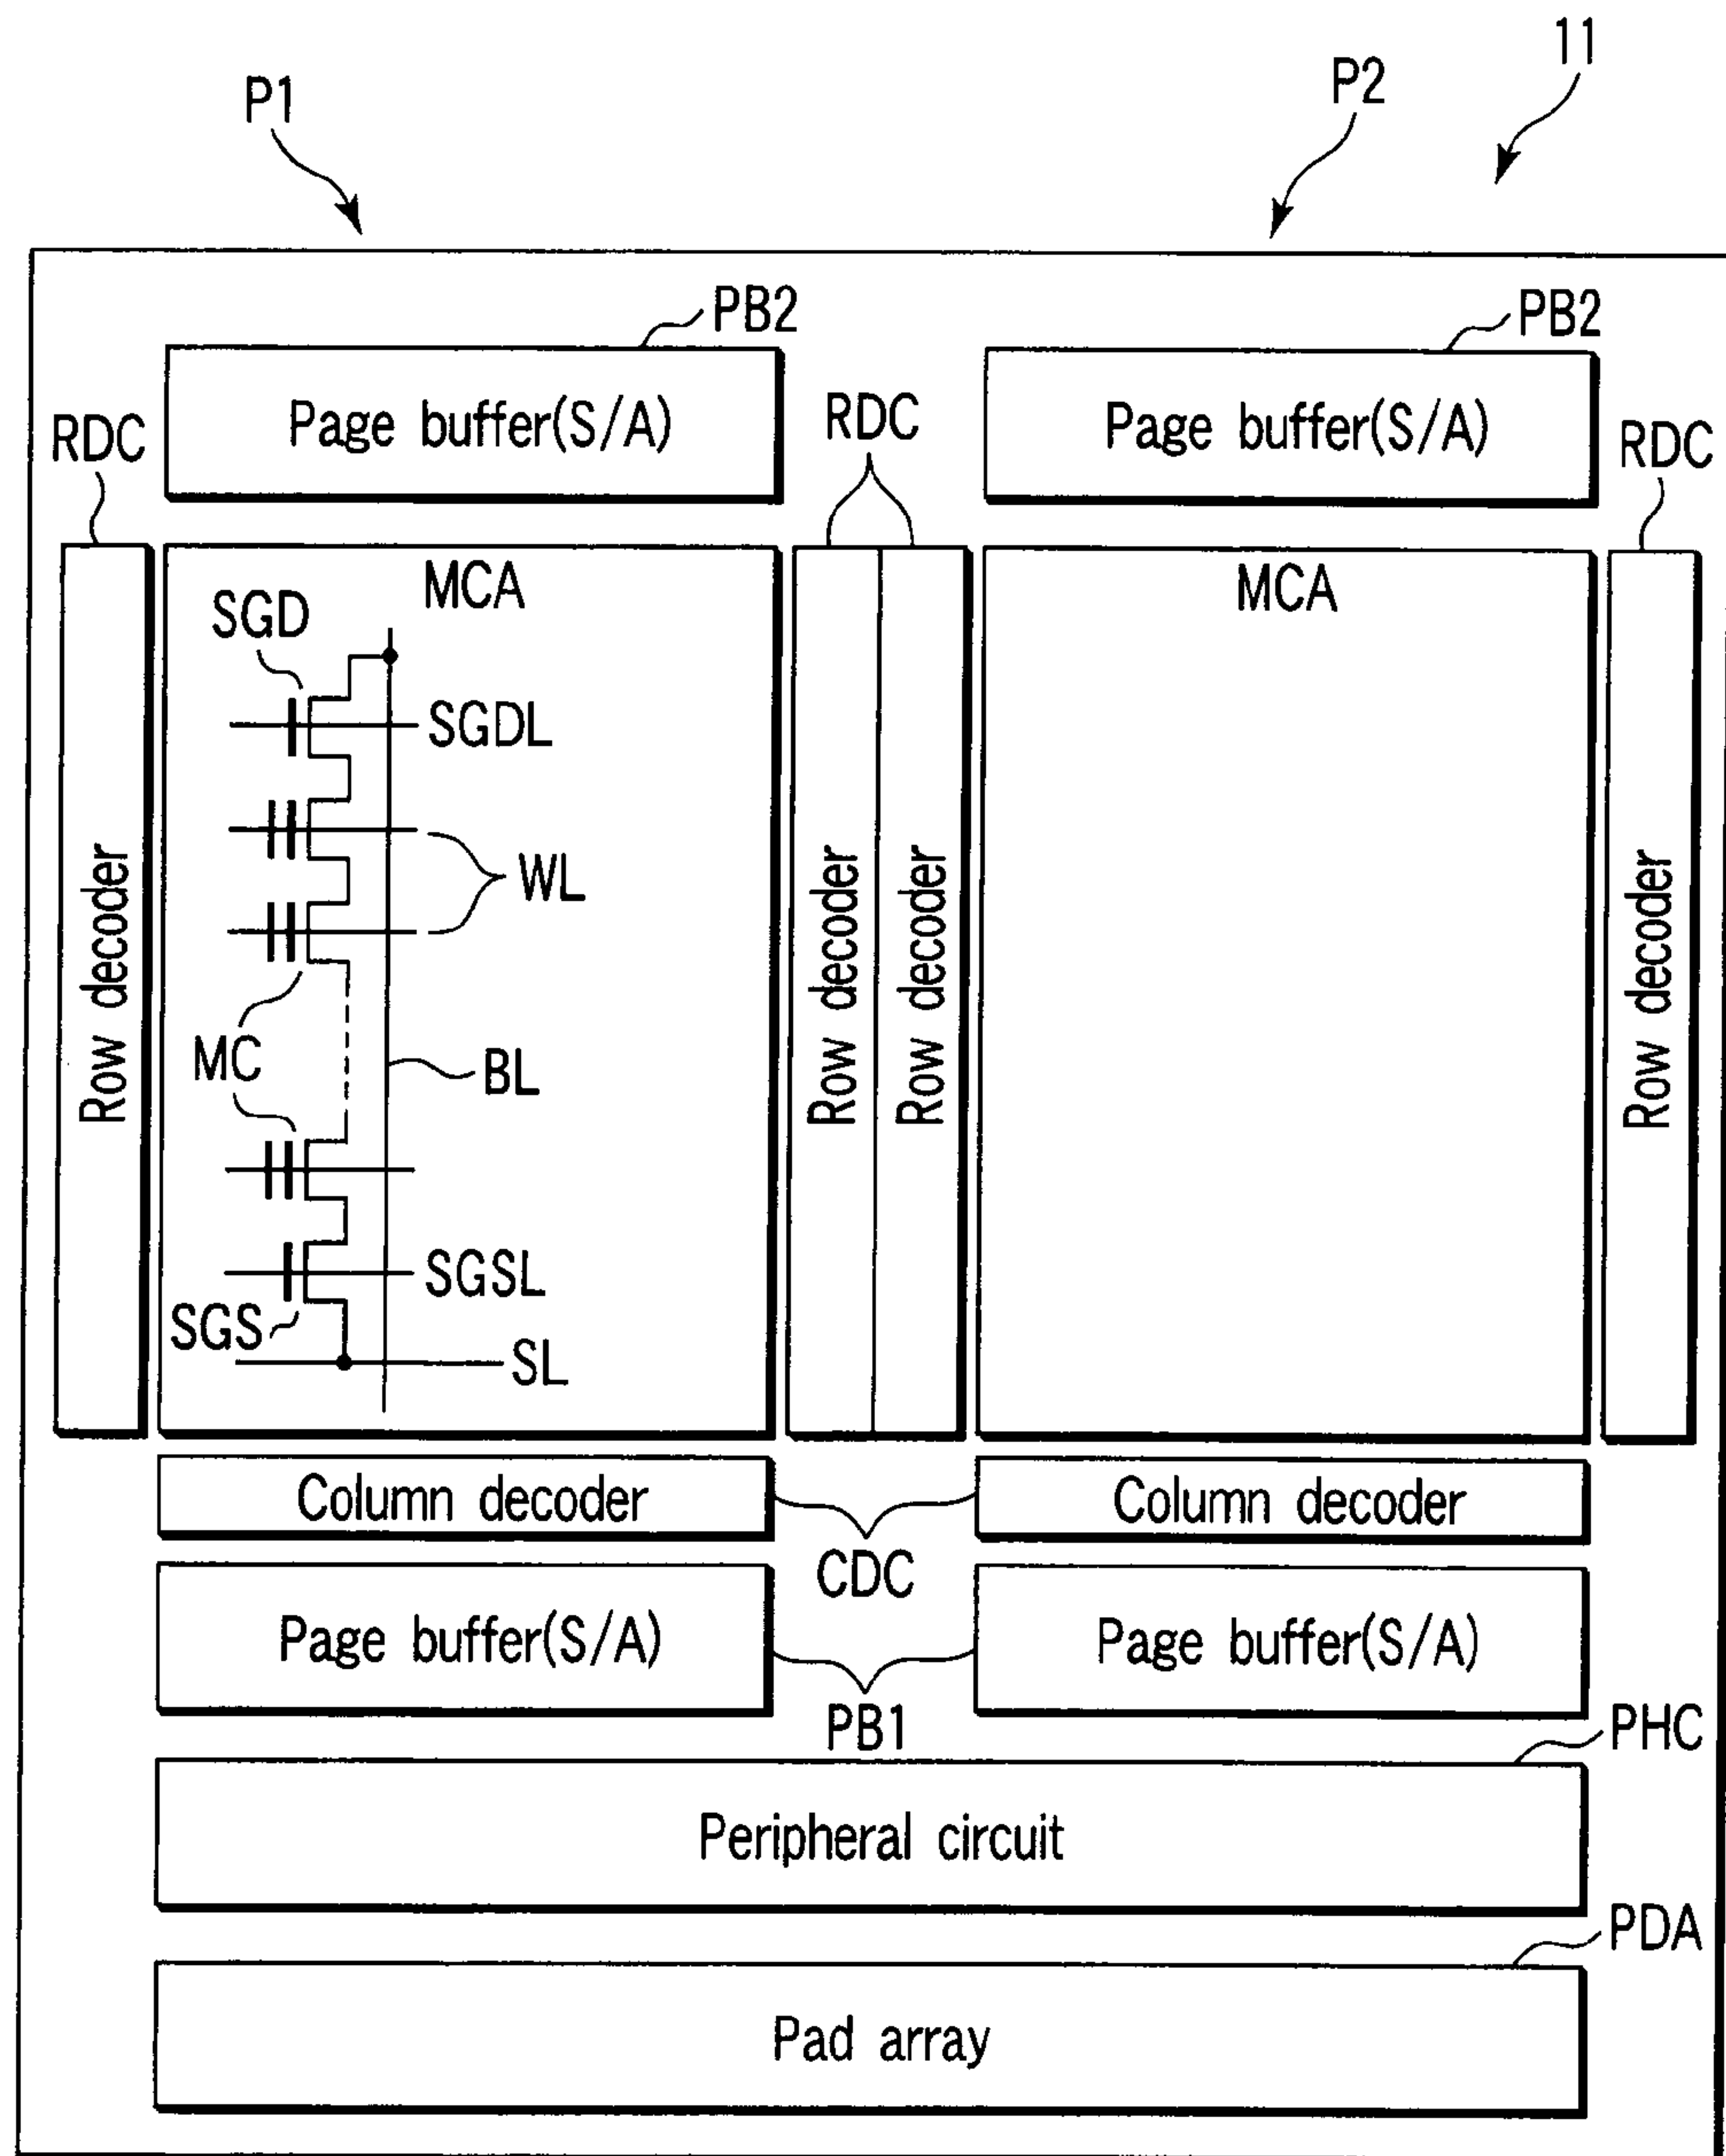 11
P1
P2
PB2
PB2
Page buffer(S/A)
Page buffer(S/A)
RDC
RDC
RDC
MCA
MCA
SGD
SGDL
WL
MC
BL
SGSL
SGS
SL
Row decoder
Row decoder
Row decoder
Row decoder
Column decoder
Column decoder
CDC
Page buffer(S/A)
Page buffer(S/A)
PB1
PHC
Peripheral circuit
PDA
Pad array